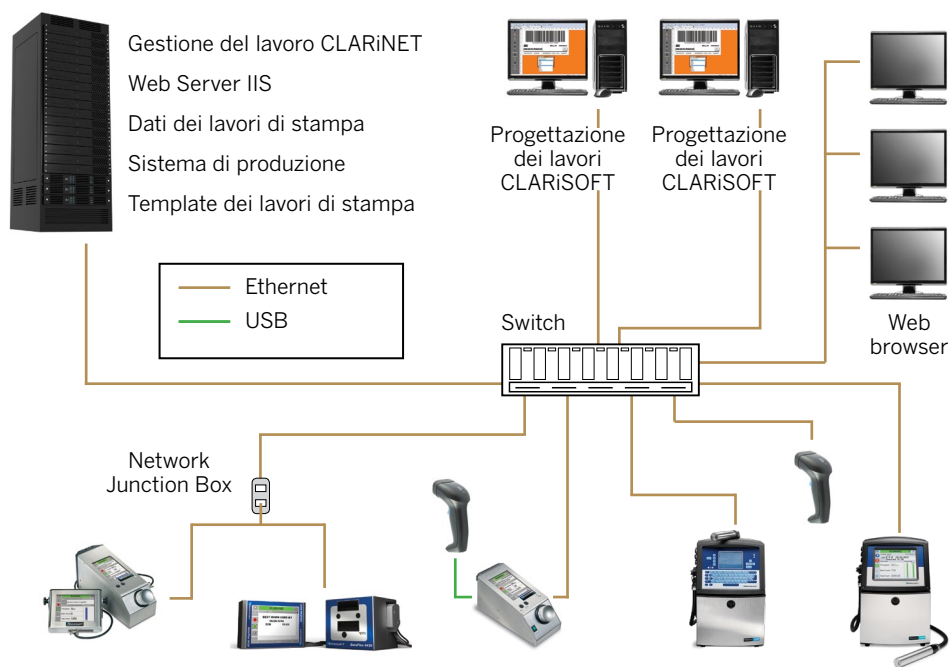 Gestione del lavoro CLARiNET
Web Server IIS
Dati dei lavori di stampa
Sistema di produzione
Template dei lavori di stampa
Progettazione
dei lavori
CLARiSOFT
Progettazione
dei lavori
CLARiSOFT
Ethernet
USB
Switch
Web
browser
Network
Junction Box